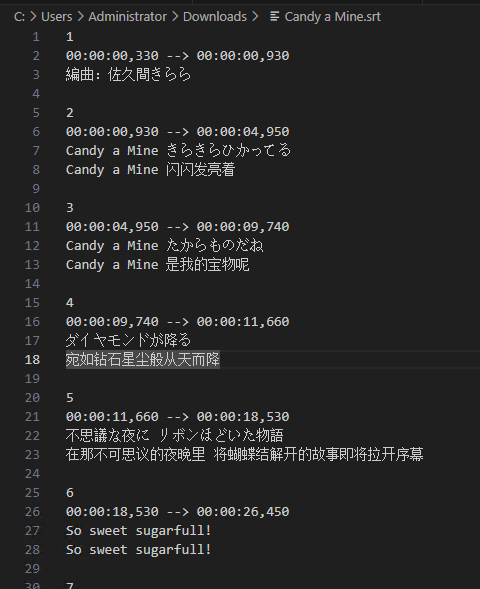 C: > Users > Administrator > Downloads > Candy a Mine.srt
1 1
2 00:00:00,330 --> 00:00:00,930
3 編曲：佐久間きらら
4
5 2
6 00:00:00,930 --> 00:00:04,950
7 Candy a Mine きらきらひかってる
8 Candy a Mine 闪闪发亮着
9
10 3
11 00:00:04,950 --> 00:00:09,740
12 Candy a Mine たからものだね
13 Candy a Mine 是我的宝物呢
14
15 4
16 00:00:09,740 --> 00:00:11,660
17 ダイヤモンドが降る
18 宛如钻石星尘般从天而降
19
20 5
21 00:00:11,660 --> 00:00:18,530
22 不思議な夜に リボンほどいた物語
23 在那不可思议的夜晚里 将蝴蝶结解开的故事即将拉开序幕
24
25 6
26 00:00:18,530 --> 00:00:26,450
27 So sweet sugarfull!
28 So sweet sugarfull!
29
30 7